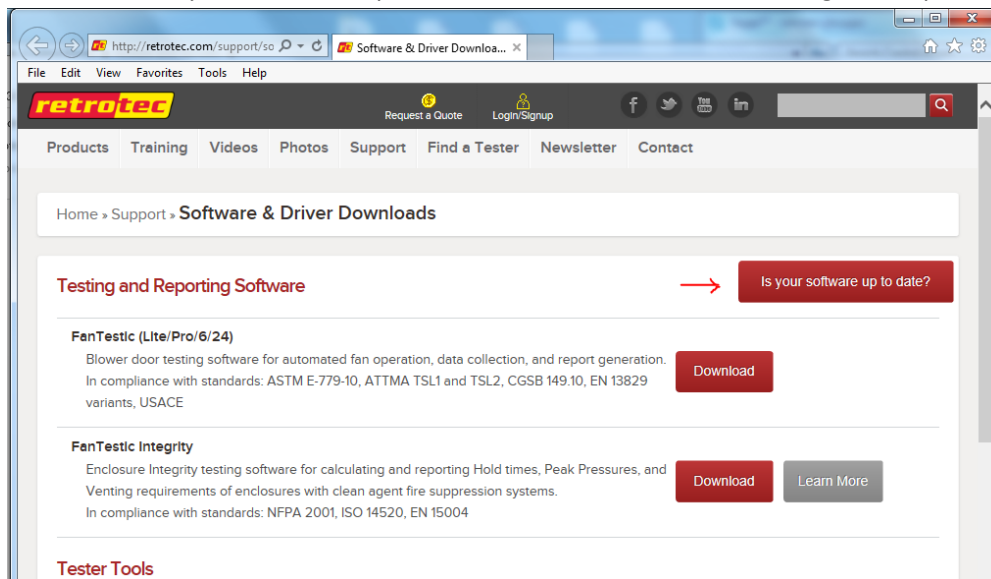 http://retrotec.com/support/so
Software & Driver Downloa...
File Edit View Favorites Tools Help
retrotec
Request a Quote Login/Signup
Products Training Videos Photos Support Find a Tester Newsletter Contact
Home » Support » Software & Driver Downloads
Testing and Reporting Software
Is your software up to date?
FanTestic (Lite/Pro/6/24)
Blower door testing software for automated fan operation, data collection, and report generation.
Download
In compliance with standards: ASTM E-779-10, ATTMA TSL1 and TSL2, CGSB 149.10, EN 13829
variants, USACE
FanTestic Integrity
Enclosure Integrity testing software for calculating and reporting Hold times, Peak Pressures, and
Download Learn More
Venting requirements of enclosures with clean agent fire suppression systems.
In compliance with standards: NFPA 2001, ISO 14520, EN 15004
Tester Tools